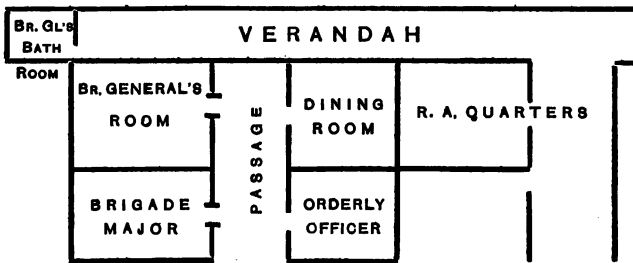 BR. GL'S
BATH
ROOM
VERANDAH
BR. GENERAL'S
ROOM
PASSAGE
DINING
ROOM
R. A. QUARTERS
BRIGADE
MAJOR
ORDERLY
OFFICER